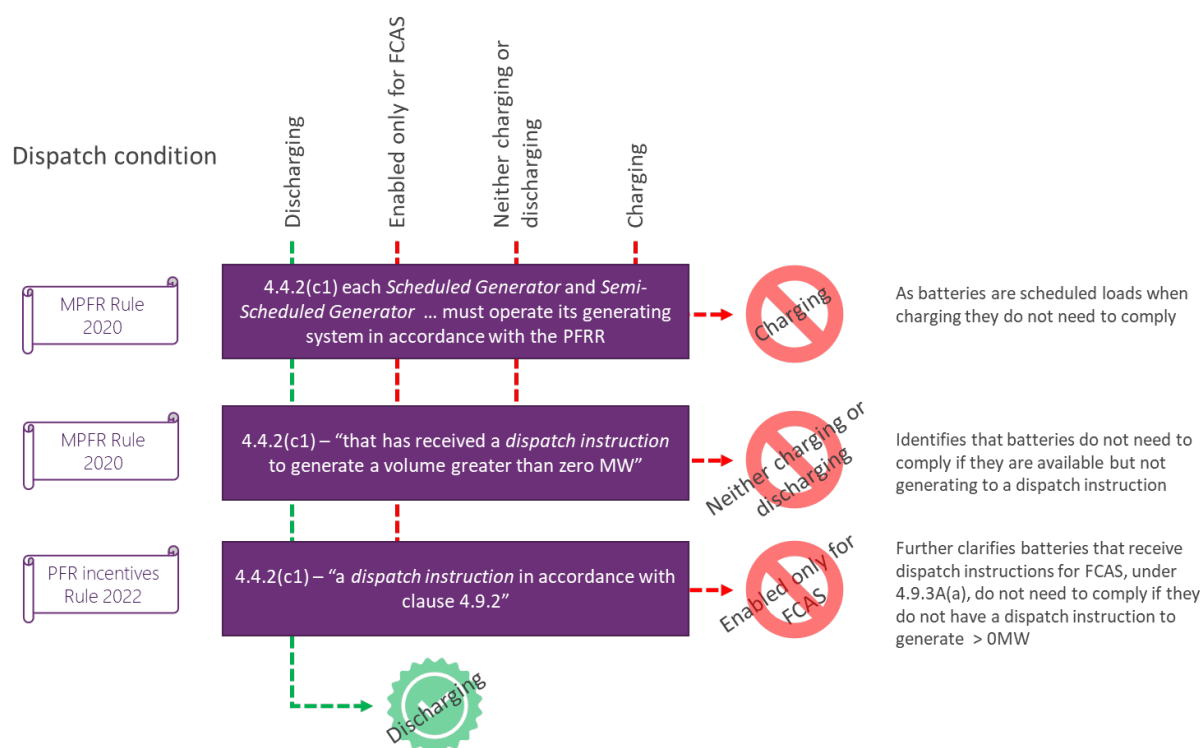 Dispatch condition
Discharging
Enabled only for FCAS
Neither charging or
discharging
Charging
MPFR Rule
2020
4.4.2(c1) each Scheduled Generator and Semi-
Scheduled Generator ... must operate its generating
system in accordance with the PFRR
Charging
As batteries are scheduled loads when
charging they do not need to comply
MPFR Rule
2020
4.4.2(c1) – “that has received a dispatch instruction
to generate a volume greater than zero MW”
Neither charging or
discharging
Identifies that batteries do not need to
comply if they are available but not
generating to a dispatch instruction
PFR incentives
Rule 2022
4.4.2(c1) – “a dispatch instruction in accordance with
clause 4.9.2”
Enabled only for
FCAS
Further clarifies batteries that receive
dispatch instructions for FCAS, under
4.9.3A(a), do not need to comply if they
do not have a dispatch instruction to
generate > 0MW
Discharging